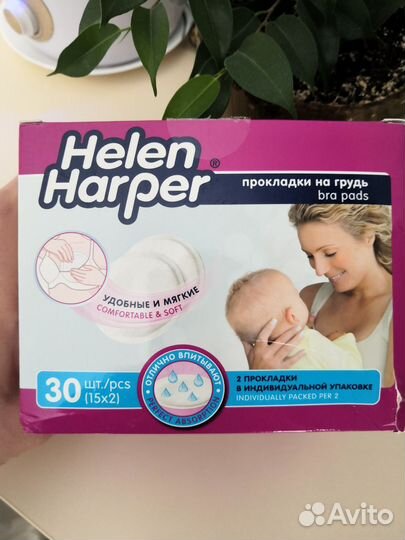 Helen
Harper®
прокладки на грудь
bra pads
УДОБНЫЕ И МЯГКИЕ
COMFORTABLE & SOFT
ОТЛИЧНО ВПИТЫВАЮТ
PERFECT ABSORPTION
30 ШТ./PCS
(15X2)
2 ПРОКЛАДКИ
В ИНДИВИДУАЛЬНОЙ УПАКОВКЕ
INDIVIDUALLY PACKED PER 2
Avito